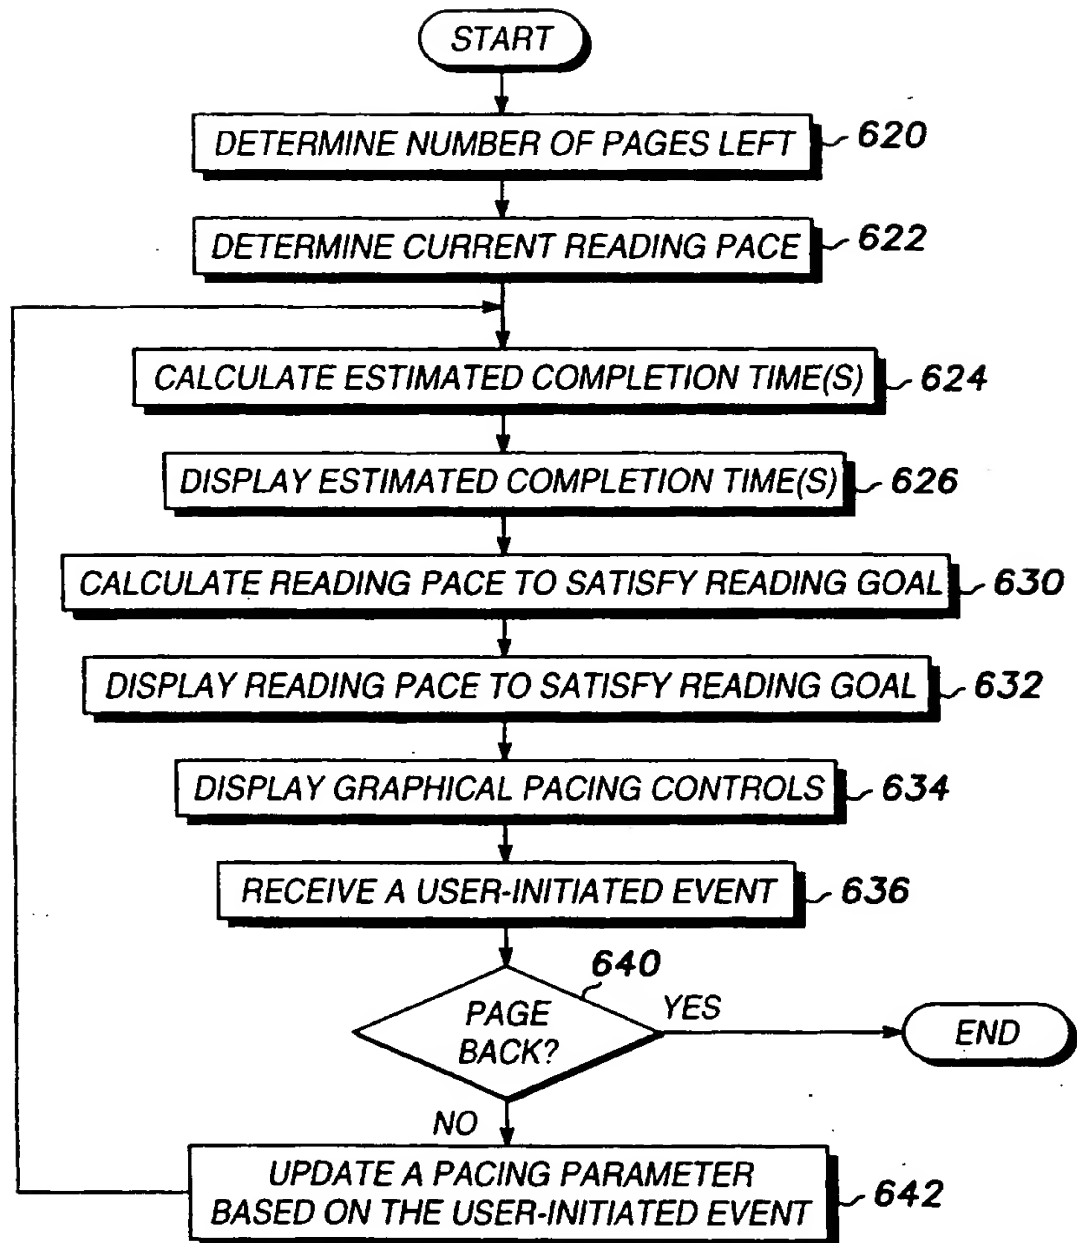 START
DETERMINE NUMBER OF PAGES LEFT 620
DETERMINE CURRENT READING PACE 622
CALCULATE ESTIMATED COMPLETION TIME(S) 624
DISPLAY ESTIMATED COMPLETION TIME(S) 626
CALCULATE READING PACE TO SATISFY READING GOAL 630
DISPLAY READING PACE TO SATISFY READING GOAL 632
DISPLAY GRAPHICAL PACING CONTROLS 634
RECEIVE A USER-INITIATED EVENT 636
640
PAGE
BACK?
YES
END
NO
UPDATE A PACING PARAMETER
BASED ON THE USER-INITIATED EVENT 642